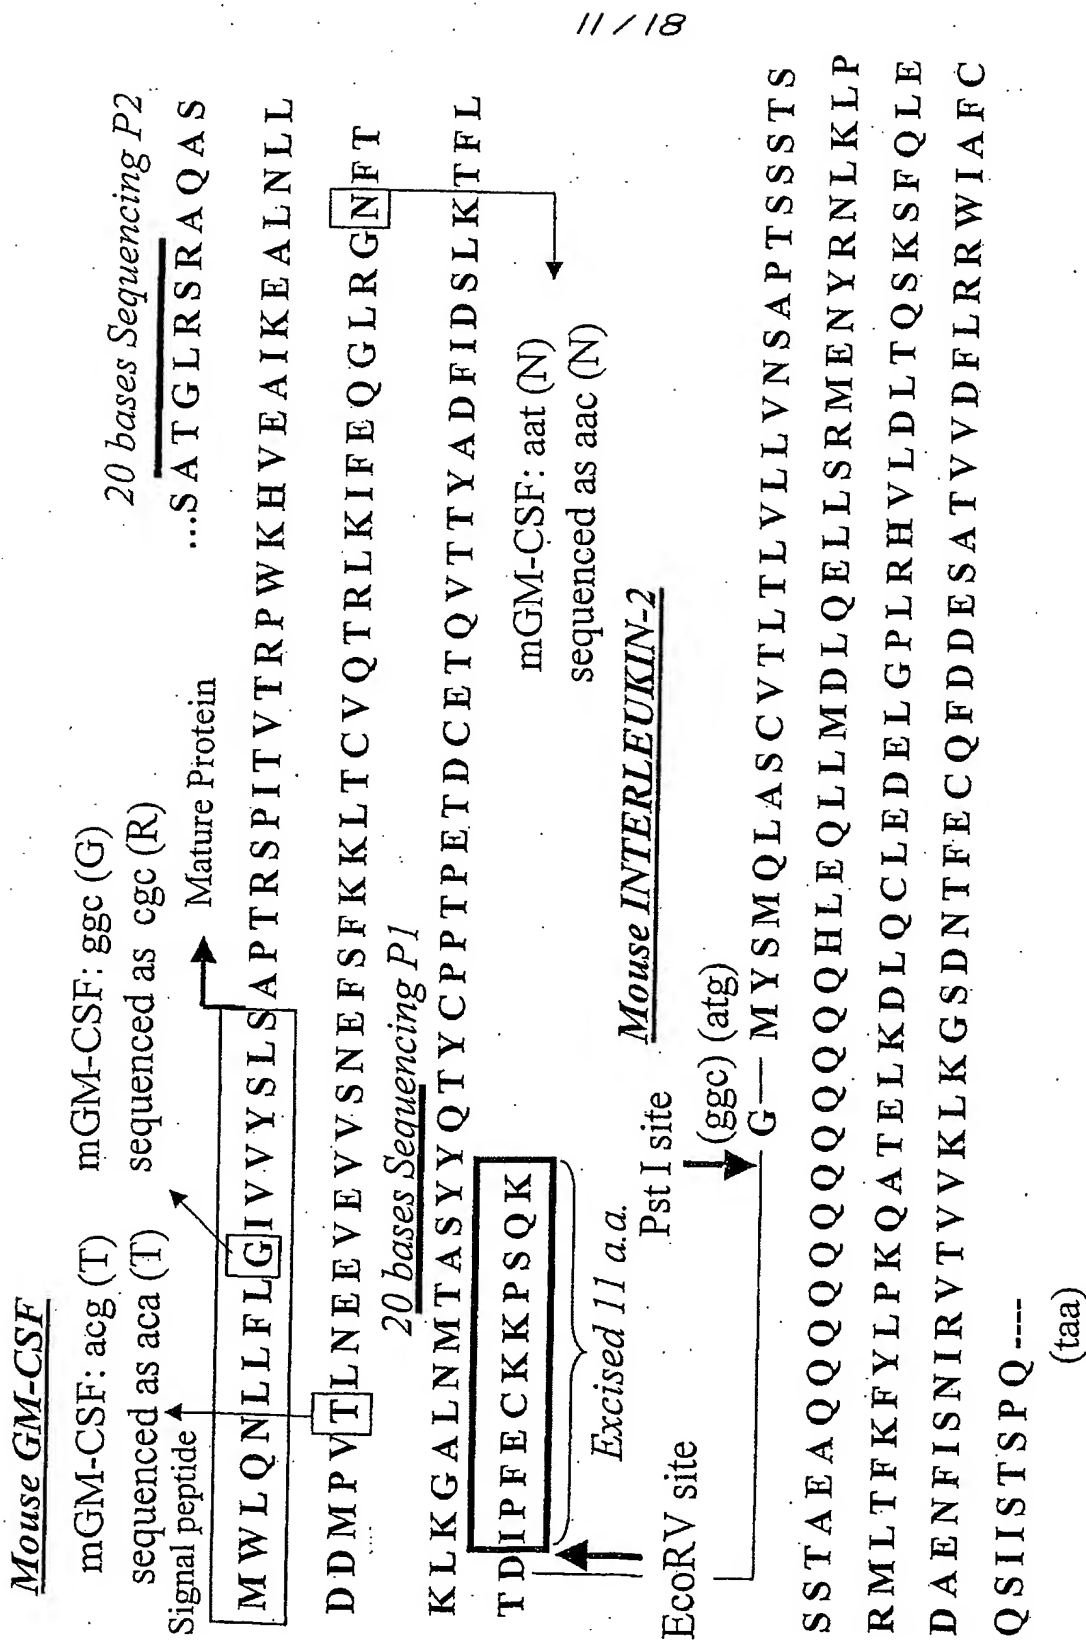 11/18
Mouse GM-CSF
mGM-CSF: acg (T)
sequenced as aca (T)
mGM-CSF: ggc (G)
sequenced as cgc (R)
20 bases Sequencing P2
Signal peptide
Mature Protein
....SATGLRSRAQAS
MWLQNLLFLGIVVYSLSAPTRSPITVTRPWKHVEAIKEALNLL
DDMPVTLNEEVEVVSNEFSFKKLTCVQTRLKIFEQGLRGNFT
20 bases Sequencing P1
KLKGALNMTASYYQTYCPPTPETDCETQVTTYADFIDSLKTFL
TDIPFECKKPSQK
Excised 11 a.a.
mGM-CSF: aat (N)
sequenced as aac (N)
EcoRV site
Pst I site
Mouse INTERLEUKIN-2
(ggc) (atg)
G—MYSMQLASCVTLTLVLLVNSAPTSSSTS
SSTAEAQQQQQQQQQQQQHLEQLLMDLQELLSRMENYRNLKLP
RMLTFKFYLPKQATELKDLQCLEDELGPLRHVLDLTQSKSFQLE
DAENFISNIRVTVVKLKGSDNTFECQFDDESATVVDFLRRWIAFC
QSIISTSPQ----
(taa)